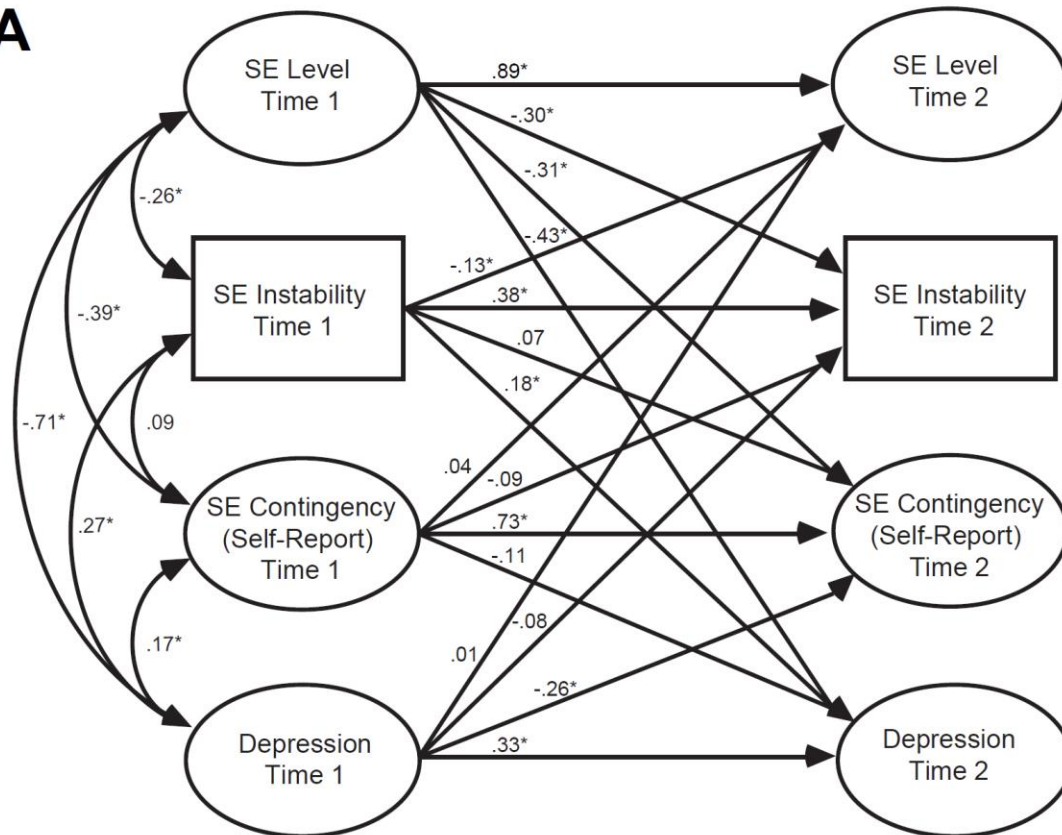 A
SE Level
Time 1
SE Level
Time 2
.89*
-.30*
-.31*
-.43*
-.26*
SE Instability
Time 1
SE Instability
Time 2
-.13*
.38*
.07
.18*
-.39*
-.71*
.09
.27*
SE Contingency
(Self-Report)
Time 1
SE Contingency
(Self-Report)
Time 2
.04
-.09
.73*
-.11
.17*
-.08
.01
-.26*
.33*
Depression
Time 1
Depression
Time 2